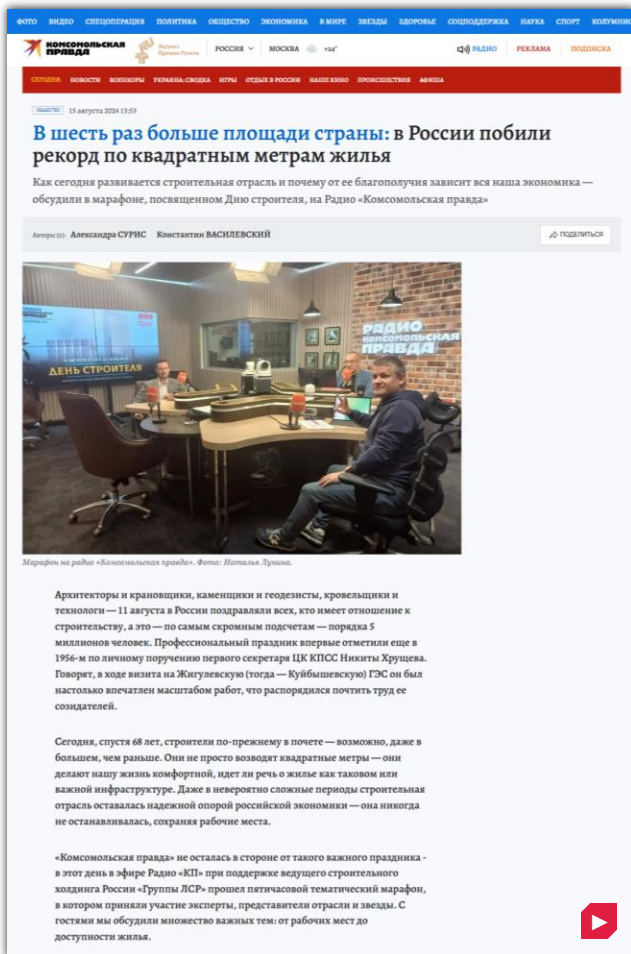 ФОТО ВИДЕО СПЕЦОПЕРАЦИЯ ПОЛИТИКА ОБЩЕСТВО ЭКОНОМИКА В МИРЕ ЗВЕЗДЫ ЗДОРОВЬЕ СОЦПОДДЕРЖКА НАУКА СПОРТ КОЛУМНИС
КОМСОМОЛЬСКАЯ ПРАВДА
РОССИЯ МОСКВА +24° РАДИО РЕКЛАМА ПОДПИСКА
СЕГОДНЯ: НОВОСТИ ВОЕНКОРЫ УКРАИНА: СВОДКА ИГРЫ ОТДЫХ В РОССИИ НАШЕ КИНО ПРОИСШЕСТВИЯ АФИША
ОБЩЕСТВО 15 августа 2024 13:53
В шесть раз больше площади страны: в России побили
рекорд по квадратным метрам жилья
Как сегодня развивается строительная отрасль и почему от ее благополучия зависит вся наша экономика —
обсудили в марафоне, посвященном Дню строителя, на Радио «Комсомольская правда»
Авторы (2): Александра СУРИС Константин ВАСИЛЕВСКИЙ
ПОДЕЛИТЬСЯ
ДЕНЬ СТРОИТЕЛЯ
РАДИО
КОМСОМОЛЬСКАЯ
ПРАВДА
Марафон на радио «Комсомольская правда». Фото: Наталья Лунина.
Архитекторы и крановщики, каменщики и геодезисты, кровельщики и
технологи — 11 августа в России поздравляли всех, кто имеет отношение к
строительству, а это — по самым скромным подсчетам — порядка 5
миллионов человек. Профессиональный праздник впервые отметили еще в
1956-м по личному поручению первого секретаря ЦК КПСС Никиты Хрущева.
Говорят, в ходе визита на Жигулевскую (тогда — Куйбышевскую) ГЭС он был
настолько впечатлен масштабом работ, что распорядился почтить труд ее
созидателей.
Сегодня, спустя 68 лет, строители по-прежнему в почете — возможно, даже в
большем, чем раньше. Они не просто возводят квадратные метры — они
делают нашу жизнь комфортной, идет ли речь о жилье как таковом или
важной инфраструктуре. Даже в невероятно сложные периоды строительная
отрасль оставалась надежной опорой российской экономики — она никогда
не останавливалась, сохраняя рабочие места.
«Комсомольская правда» не осталась в стороне от такого важного праздника -
в этот день в эфире Радио «КП» при поддержке ведущего строительного
холдинга России «Группы ЛСР» прошел пятичасовой тематический марафон,
в котором приняли участие эксперты, представители отрасли и звезды. С
гостями мы обсудили множество важных тем: от рабочих мест до
доступности жилья.